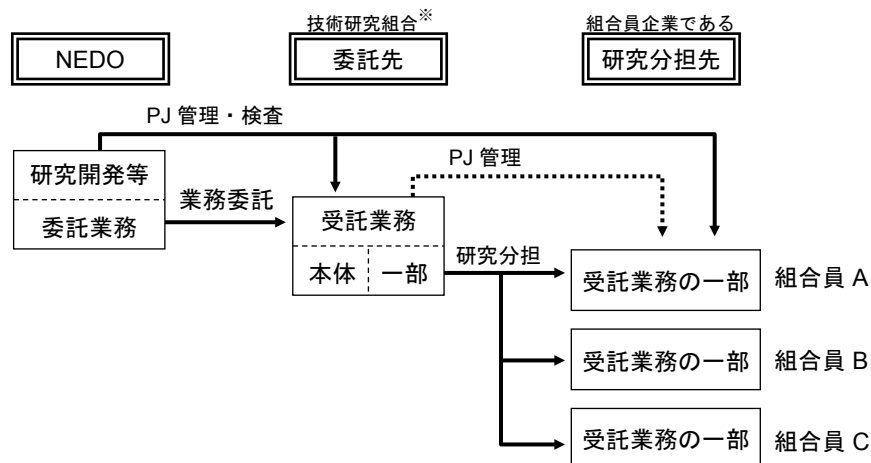 技術研究組合※
組合員企業である
NEDO
委託先
研究分担先
PJ 管理・検査
研究開発等
委託業務
業務委託
PJ 管理
受託業務
本体
一部
研究分担
受託業務の一部
組合員 A
受託業務の一部
組合員 B
受託業務の一部
組合員 C